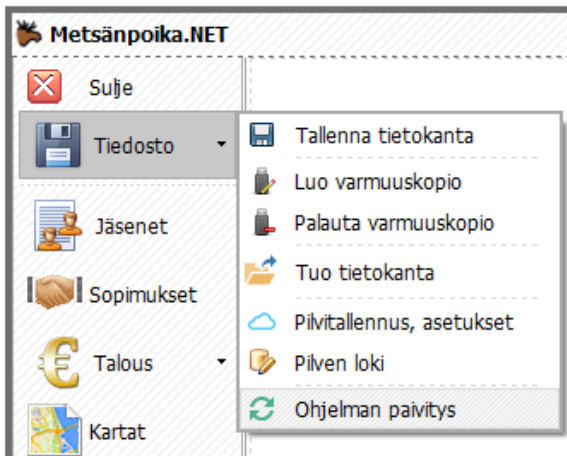 Metsänpoika.NET
Sulje
Tiedosto
Tallenna tietokanta
Luo varmuuskopio
Palauta varmuuskopio
Tuo tietokanta
Pilvitallennus, asetukset
Pilven loki
Ohjelman paivitys
Jäsenet
Sopimukset
Talous
Kartat